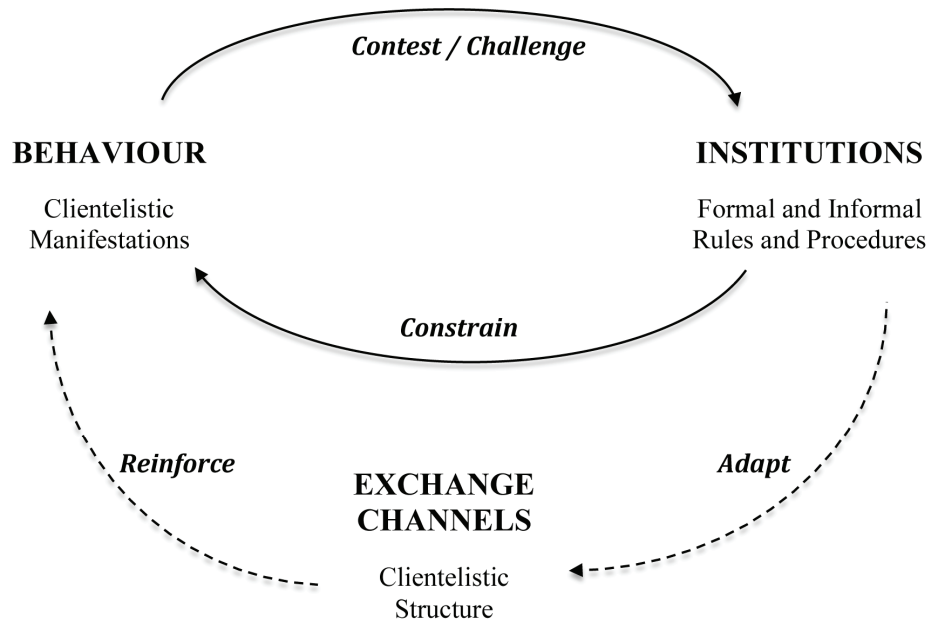 Contest / Challenge
BEHAVIOUR
Clientelistic
Manifestations
INSTITUTIONS
Formal and Informal
Rules and Procedures
Constrain
Reinforce
Adapt
EXCHANGE
CHANNELS
Clientelistic
Structure